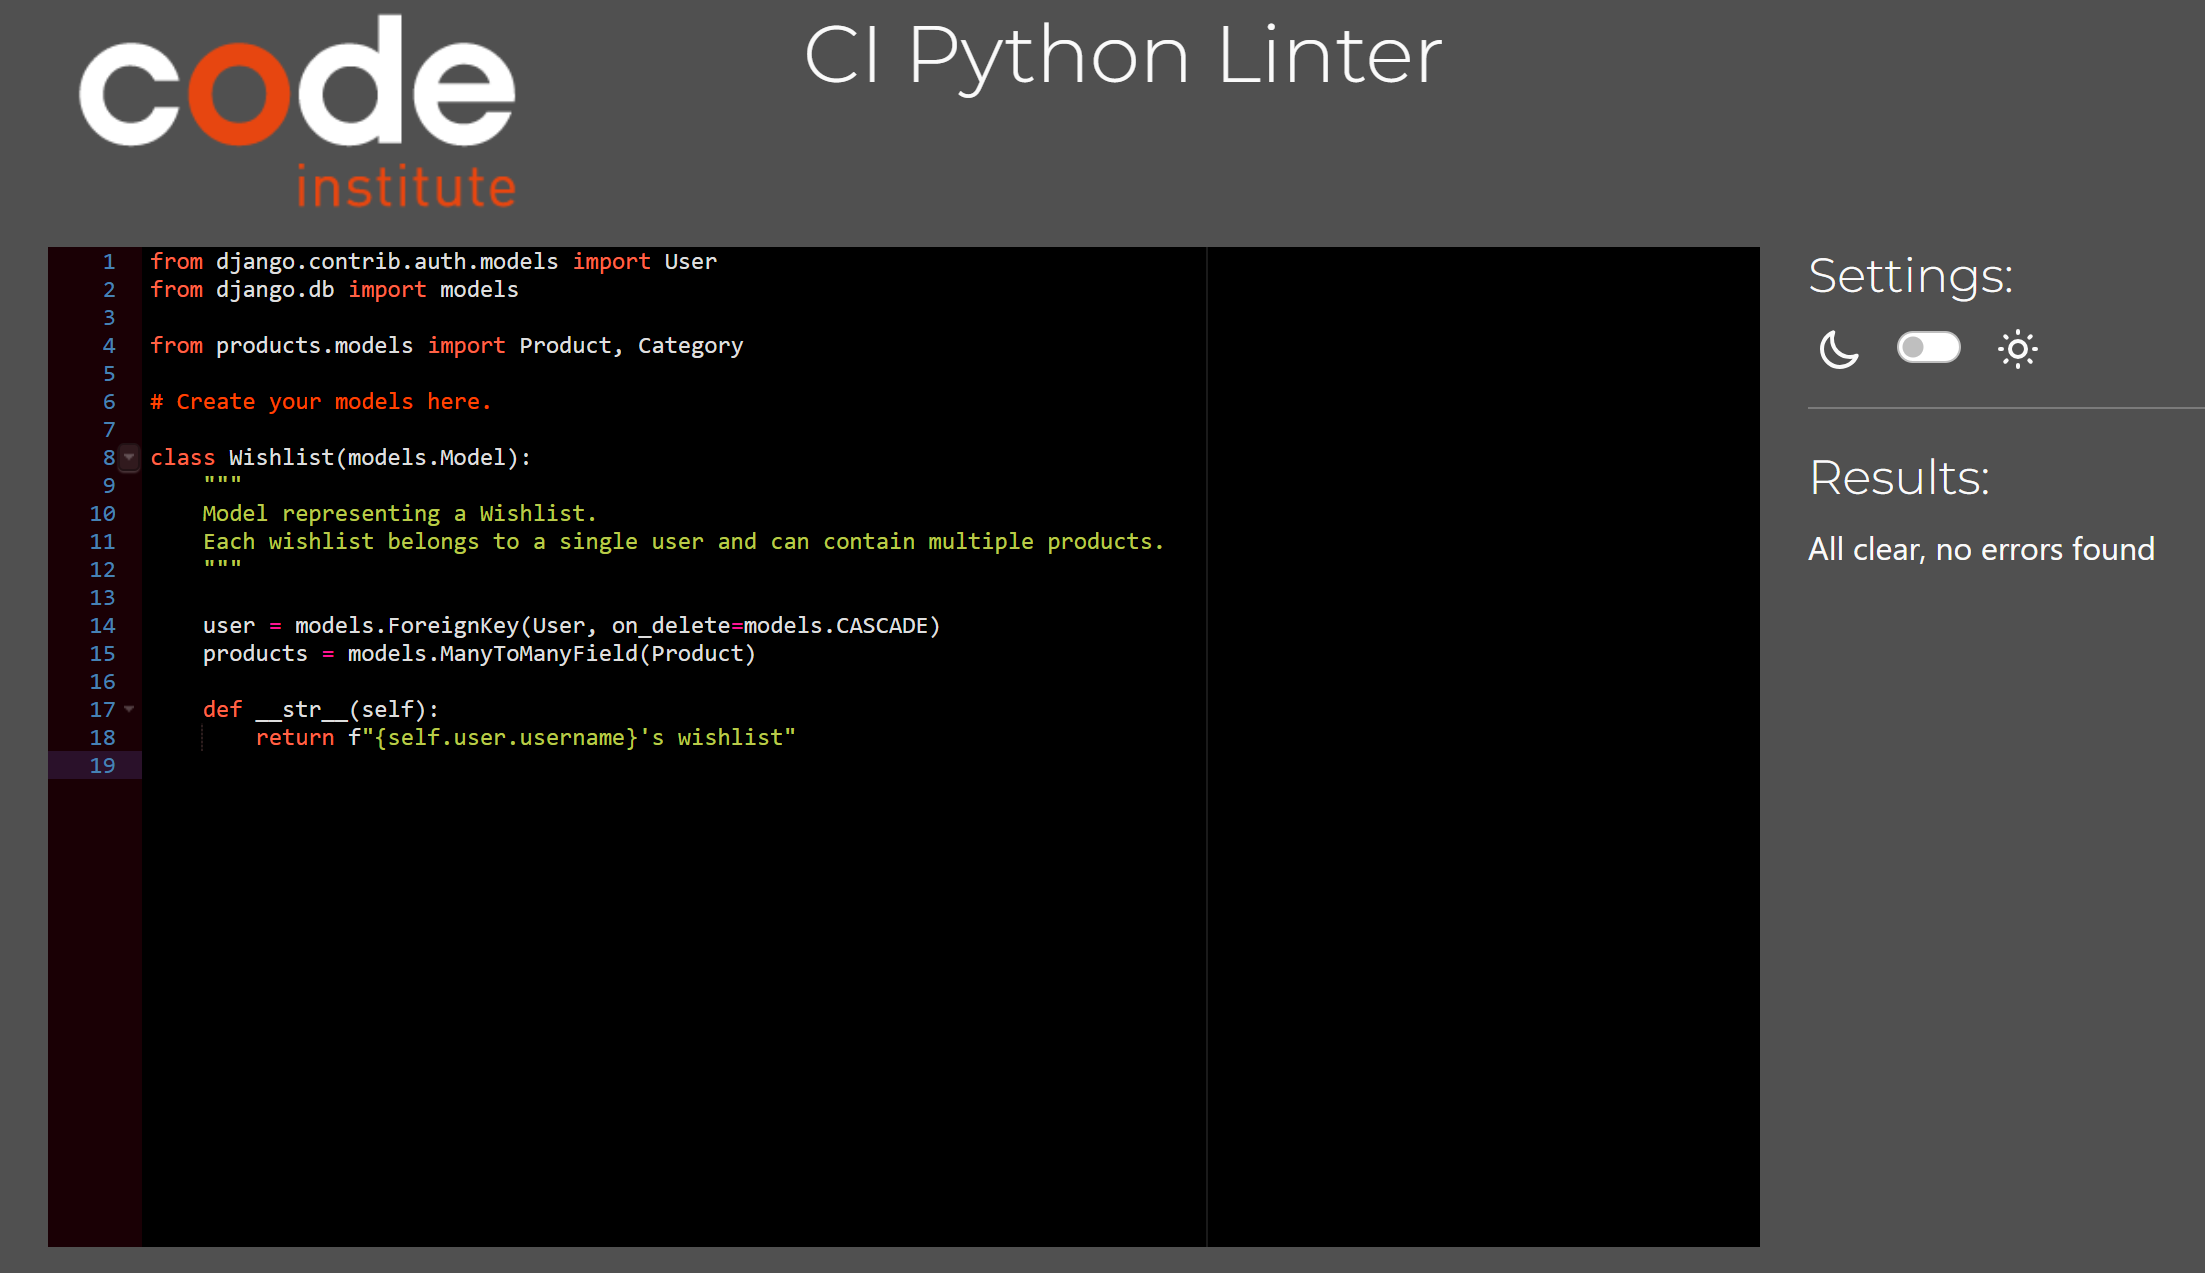 code
institute
CI Python Linter
1 from django.contrib.auth.models import User
2 from django.db import models
3
4 from products.models import Product, Category
5
6 # Create your models here.
7
8 class Wishlist(models.Model):
9     """
10     Model representing a Wishlist.
11     Each wishlist belongs to a single user and can contain multiple products.
12     """
13
14     user = models.ForeignKey(User, on_delete=models.CASCADE)
15     products = models.ManyToManyField(Product)
16
17     def __str__(self):
18         return f"{self.user.username}'s wishlist"
19
Settings:
Results:
All clear, no errors found